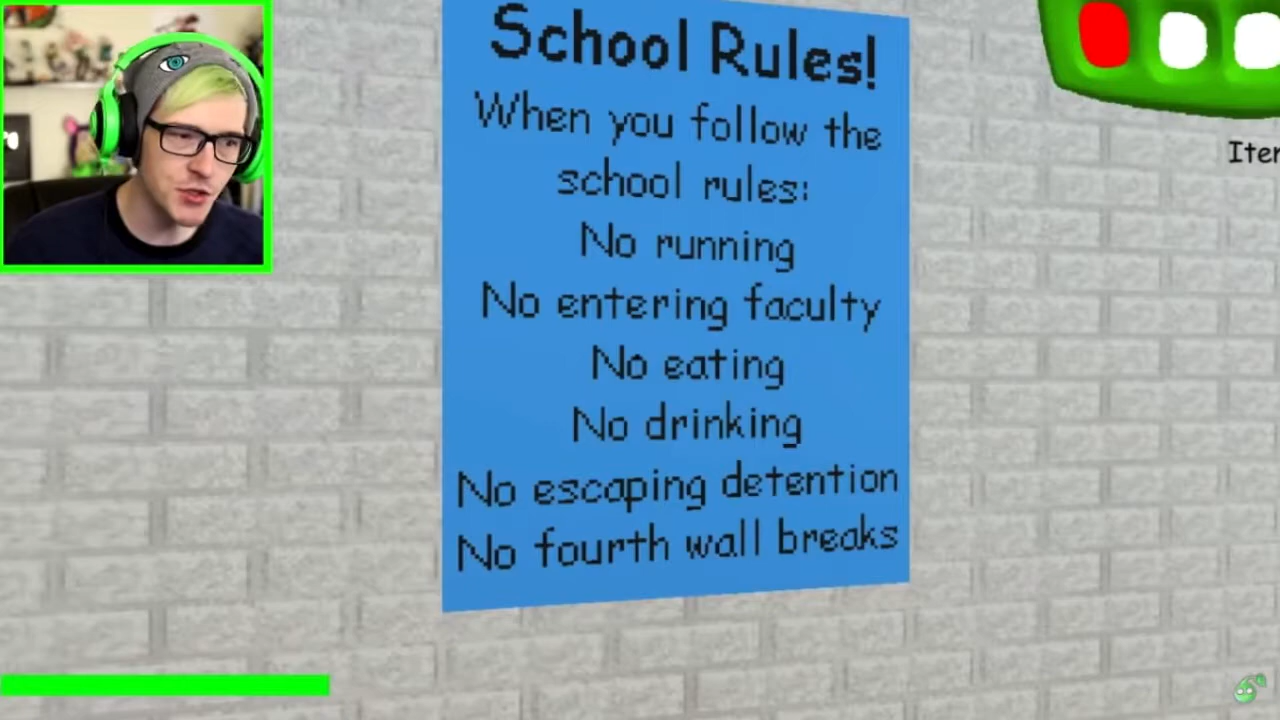 School Rules!
When you follow the
school rules:
No running
No entering faculty
No eating
No drinking
No escaping detention
No fourth wall breaks